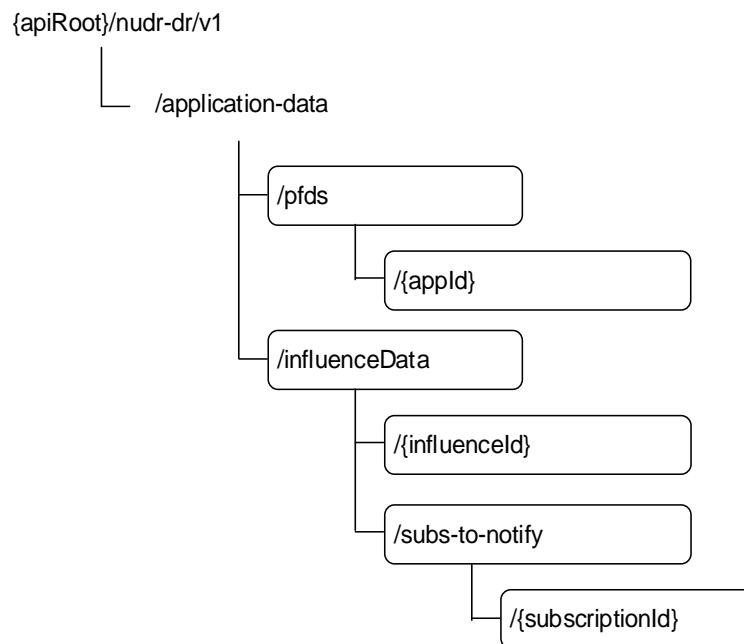 {apiRoot}/nudr-dr/v1
/application-data
/pfds
/{appId}
/influenceData
/{influenceId}
/subs-to-notify
/{subscriptionId}